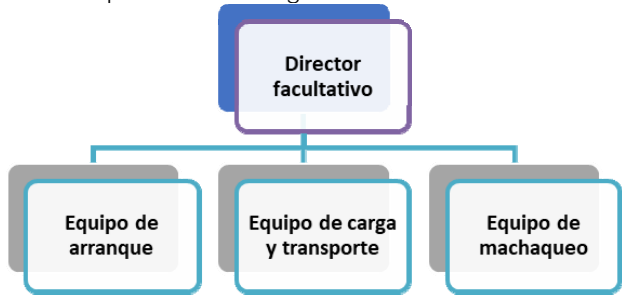 Director
facultativo
Equipo de
arranque
Equipo de carga
y transporte
Equipo de
machaqueo